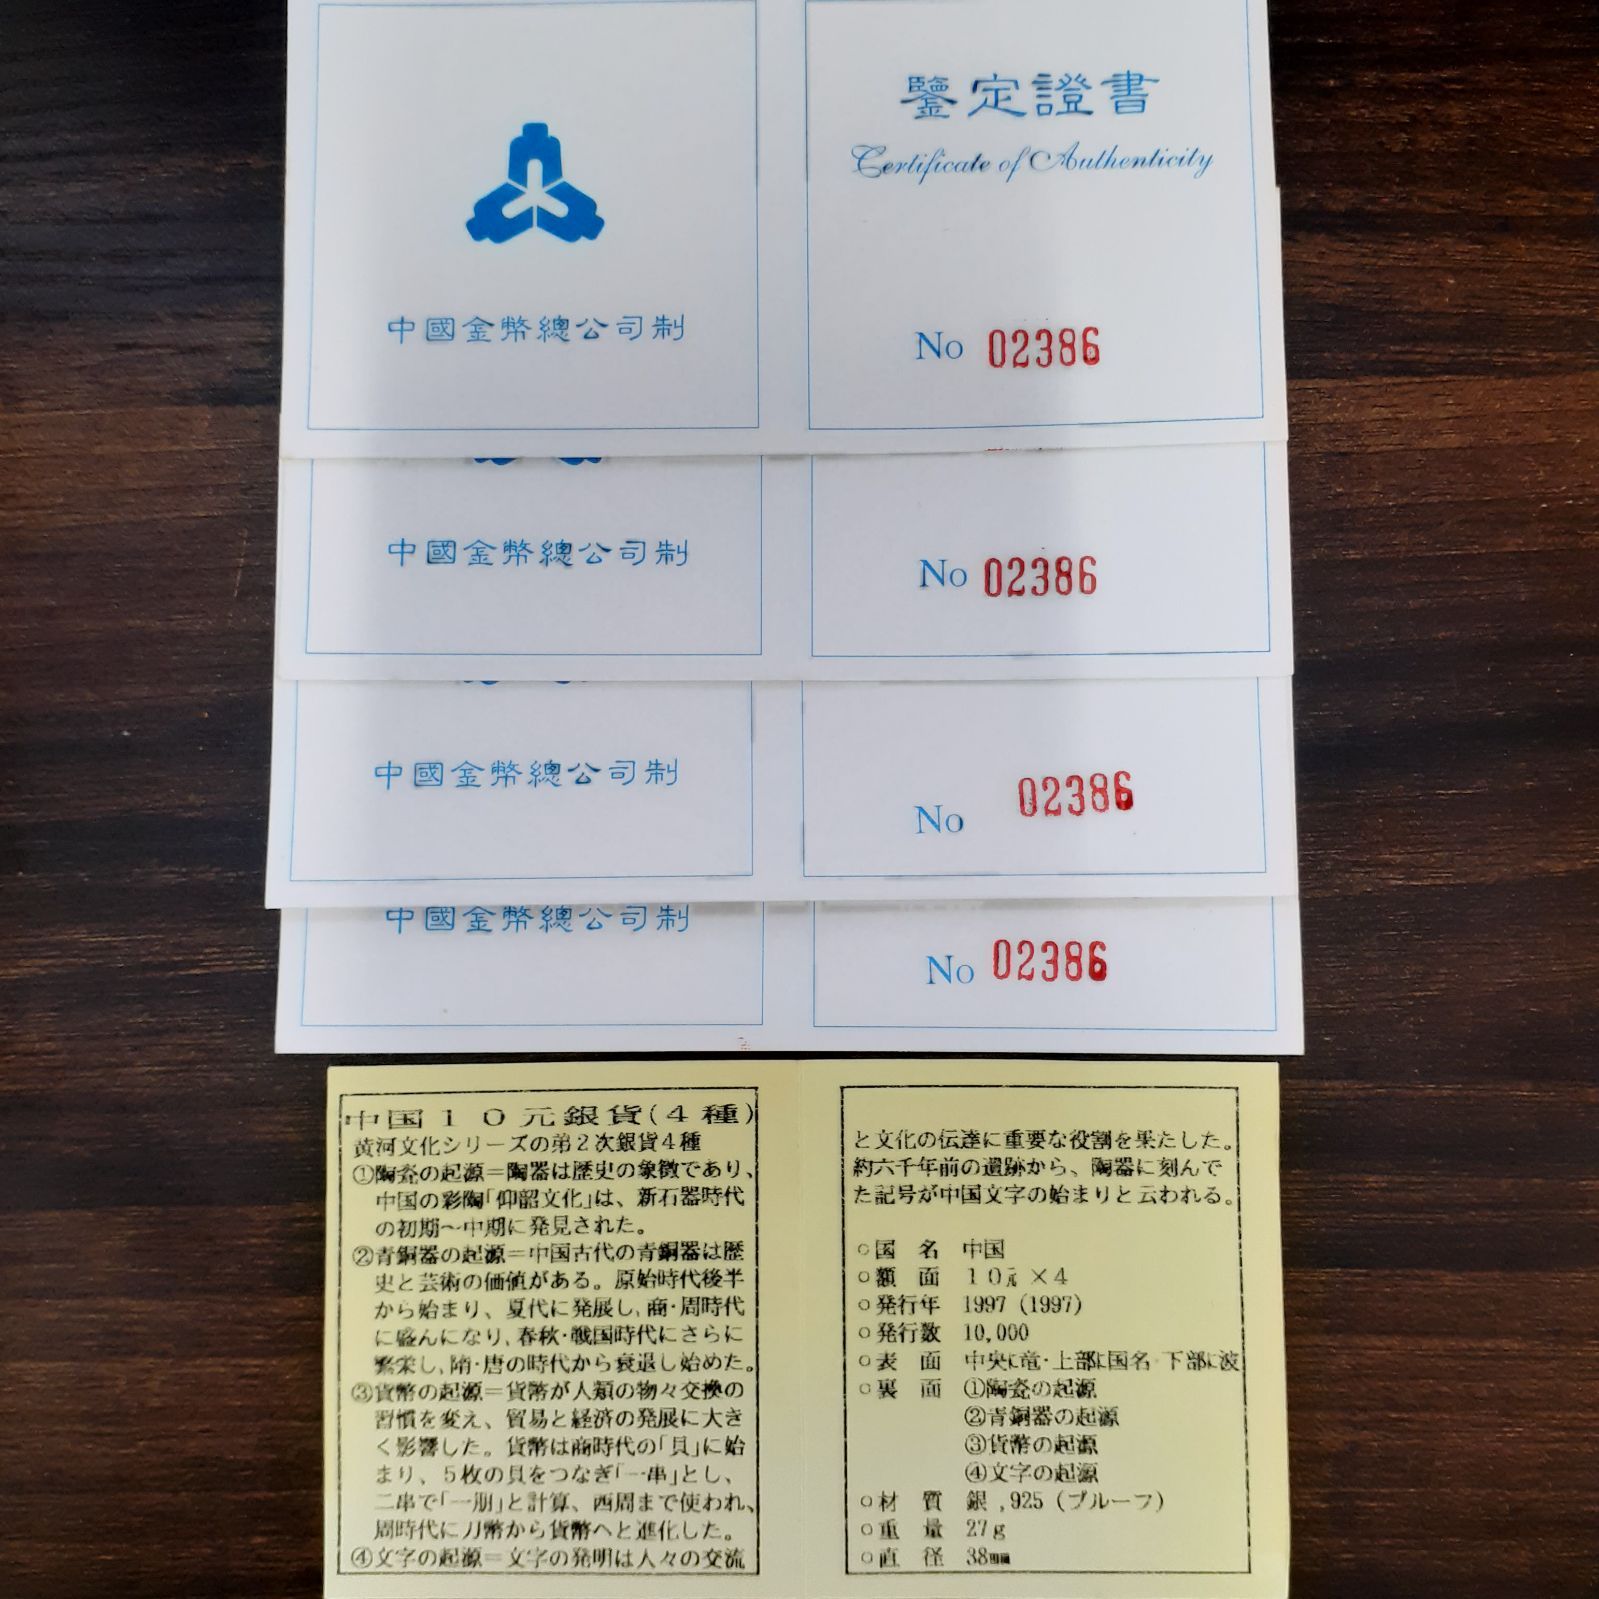 鑒定證書
Certificate of Authenticity
中國金幣總公司制
No 02386
中國金幣總公司制
No 02386
中國金幣總公司制
No 02386
中國金幣總公司制
No 02386
中国10元銀貨(4種)
黄河文化シリーズの第2次銀貨4種
①陶瓷の起源=陶器は歴史の象徴であり、
中国の彩陶「仰韶文化」は、新石器時代
の初期~中期に発見された。
②青銅器の起源=中国古代の青銅器は歴
史と芸術の価値がある。原始時代後半
から始まり、夏代に発展し、商・周時代
に盛んになり、春秋・戦国時代にさらに
繁栄し、隋・唐の時代から衰退し始めた。
③貨幣の起源=貨幣が人類の物々交換の
習慣を変え、貿易と経済の発展に大き
く影響した。貨幣は商時代の「貝」に始
まり、5枚の貝をつなぎ「一串」とし、
二串で「一朋」と計算、西周まで使われ、
周時代に刀幣から貨幣へと進化した。
④文字の起源=文字の発明は人々の交流
と文化の伝達に重要な役割を果たした。
約六千年前の遺跡から、陶器に刻んで
た記号が中国文字の始まりと云われる。
○国 名 中国
○額 面 10元×4
○発行年 1997(1997)
○発行数 10,000
○表 面 中央に竜・上部に国名 下部に波
○裏 面 ①陶瓷の起源
②青銅器の起源
③貨幣の起源
④文字の起源
○材 質 銀 .925(プルーフ)
○重 量 27g
○直 径 38mm